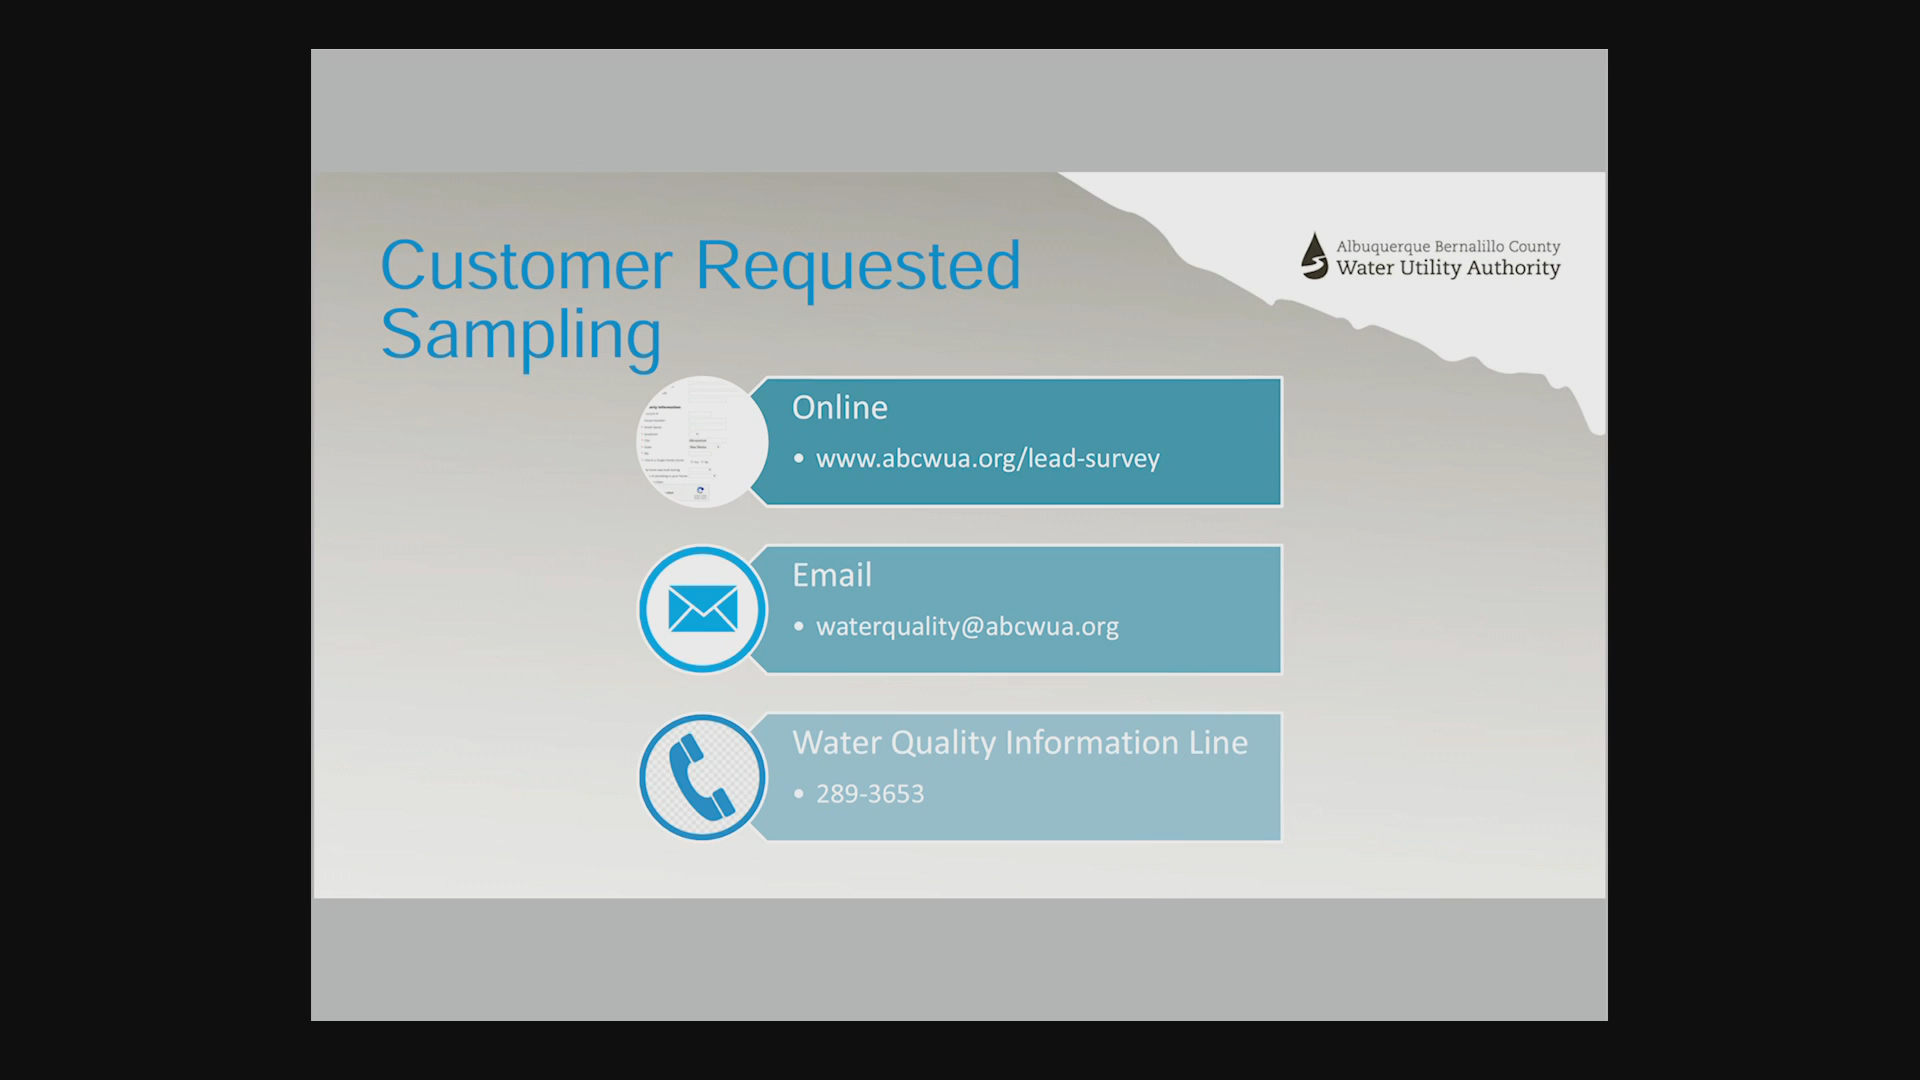 Customer Requested
Sampling
Albuquerque Bernalillo County
Water Utility Authority
Online
• www.abcwua.org/lead-survey
Email
• waterquality@abcwua.org
Water Quality Information Line
• 289-3653